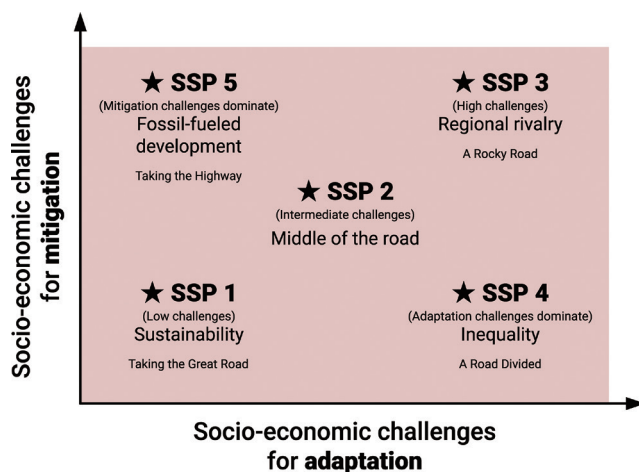 Socio-economic challenges
for mitigation
★ SSP 5
(Mitigation challenges dominate)
Fossil-fueled
development
Taking the Highway
★ SSP 3
(High challenges)
Regional rivalry
A Rocky Road
★ SSP 2
(Intermediate challenges)
Middle of the road
★ SSP 1
(Low challenges)
Sustainability
Taking the Great Road
★ SSP 4
(Adaptation challenges dominate)
Inequality
A Road Divided
Socio-economic challenges
for adaptation